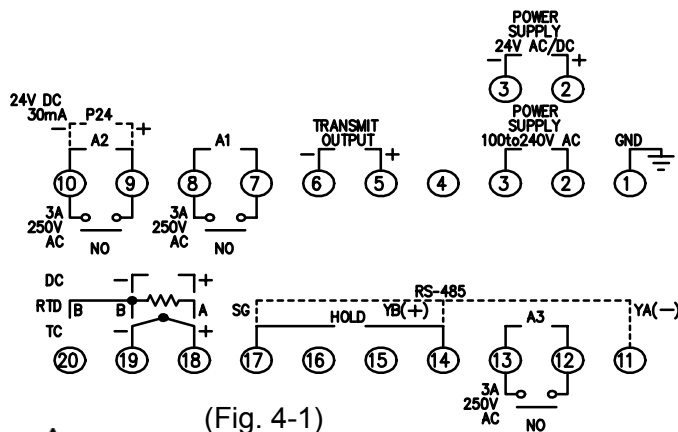 POWER
SUPPLY
24V AC/DC
− +
3 2
24V DC
30mA
P24
− +
A2
A1
TRANSMIT
OUTPUT
− +
POWER
SUPPLY
100to240V AC
GND
10 9 8 7 6 5 4 3 2 1
3A
250V
AC
NO
3A
250V
AC
NO
DC − +
RTD B B A
TC − +
SG
HOLD
YB(+)
RS-485
A3
YA(−)
20 19 18 17 16 15 14 13 12 11
3A
250V
AC
NO
(Fig. 4-1)